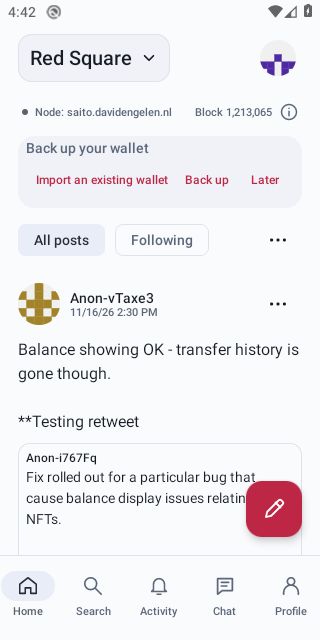 4:42
Red Square
Node: saito.davidengelen.nl Block 1,213,065
Back up your wallet
Import an existing wallet Back up Later
All posts Following
Anon-vTaxe3
11/16/26 2:30 PM
Balance showing OK - transfer history is
gone though.
**Testing retweet
Anon-i767Fq
Fix rolled out for a particular bug that
cause balance display issues relatin
NFTs.
Home Search Activity Chat Profile